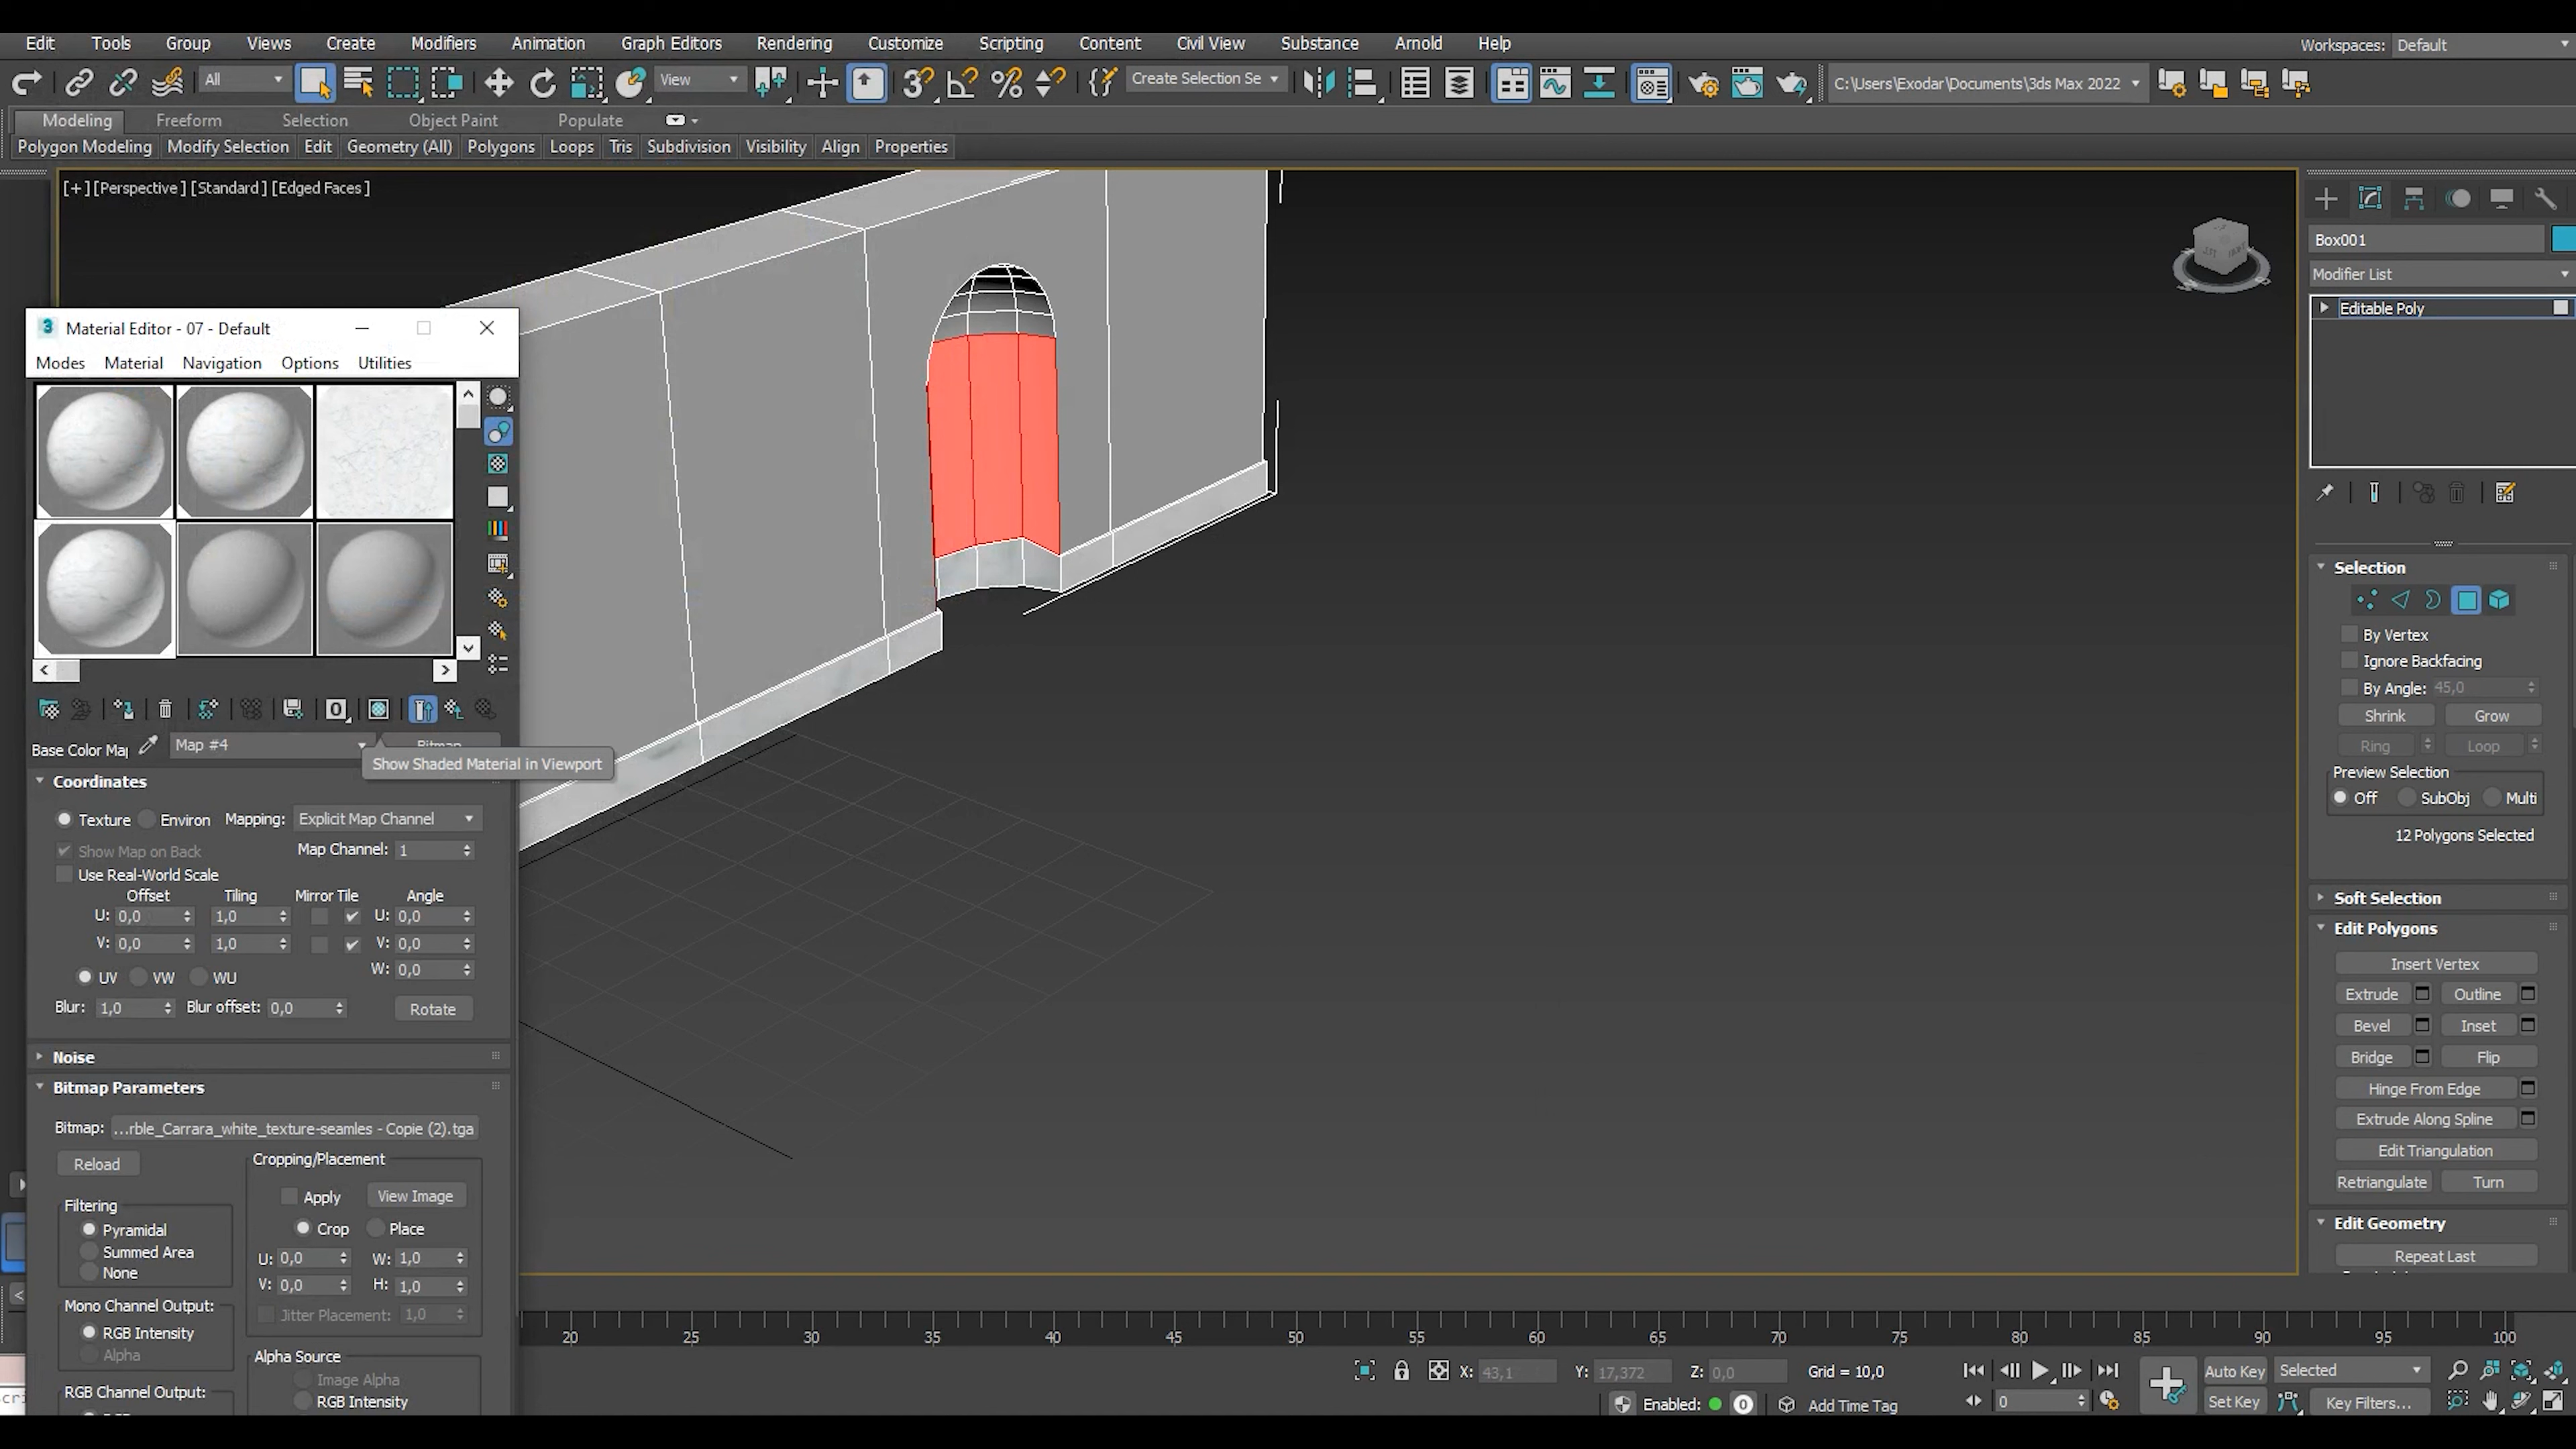 Edit Tools Group Views Create Modifiers Animation Graph Editors Rendering Customize Scripting Content Civil View Substance Arnold Help Workspaces: Default
All View Create Selection Se C:\Users\Exodar\Documents\3ds Max 2022
Modeling Freeform Selection Object Paint Populate
Polygon Modeling Modify Selection Edit Geometry (All) Polygons Loops Tris Subdivision Visibility Align Properties
[+] [Perspective] [Standard] [Edged Faces]
Box001
Modifier List
Editable Poly
Material Editor - 07 - Default
Modes Material Navigation Options Utilities
Base Color Maj Map #4 Bitmap
Show Shaded Material in Viewport
Coordinates
Texture Environ Mapping: Explicit Map Channel
Show Map on Back Map Channel: 1
Use Real-World Scale
Offset Tiling Mirror Tile Angle
U: 0,0 1,0 U: 0,0
V: 0,0 1,0 V: 0,0
W: 0,0
UV VW WU
Blur: 1,0 Blur offset: 0,0 Rotate
Noise
Bitmap Parameters
Bitmap: ...rble_Carrara_white_texture-seamles - Copie (2).tga
Reload
Cropping/Placement
Apply View Image
Crop Place
U: 0,0 W: 1,0
V: 0,0 H: 1,0
Jitter Placement: 1,0
Filtering
Pyramidal
Summed Area
None
Mono Channel Output:
RGB Intensity
Alpha
Alpha Source
Image Alpha
RGB Intensity
RGB Channel Output:
Selection
By Vertex
Ignore Backfacing
By Angle: 45,0
Shrink Grow
Ring Loop
Preview Selection
Off SubObj Multi
12 Polygons Selected
Soft Selection
Edit Polygons
Insert Vertex
Extrude Outline
Bevel Inset
Bridge Flip
Hinge From Edge
Extrude Along Spline
Edit Triangulation
Retriangulate Turn
Edit Geometry
Repeat Last
20 25 30 35 40 45 50 55 60 65 70 75 80 85 90 95 100
X: 43,1 Y: 17,372 Z: 0,0 Grid = 10,0 Auto Key Selected
Enabled: 0 Add Time Tag 0 Set Key Key Filters...